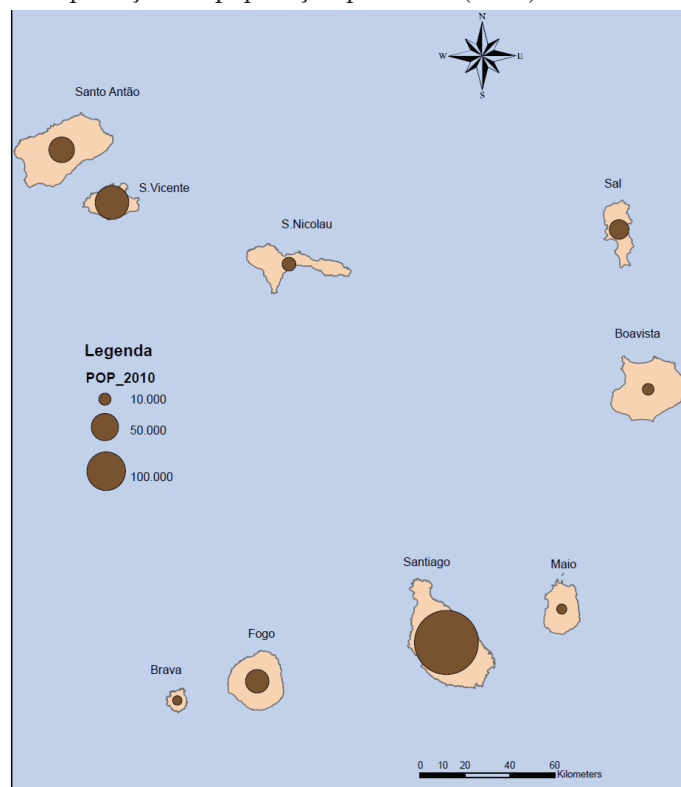 N
W E
S
Santo Antão
S.Vicente
Sal
S.Nicolau
Boavista
Legenda
POP_2010
10.000
50.000
100.000
Santiago
Maio
Fogo
Brava
0 10 20 40 60
Kilometers